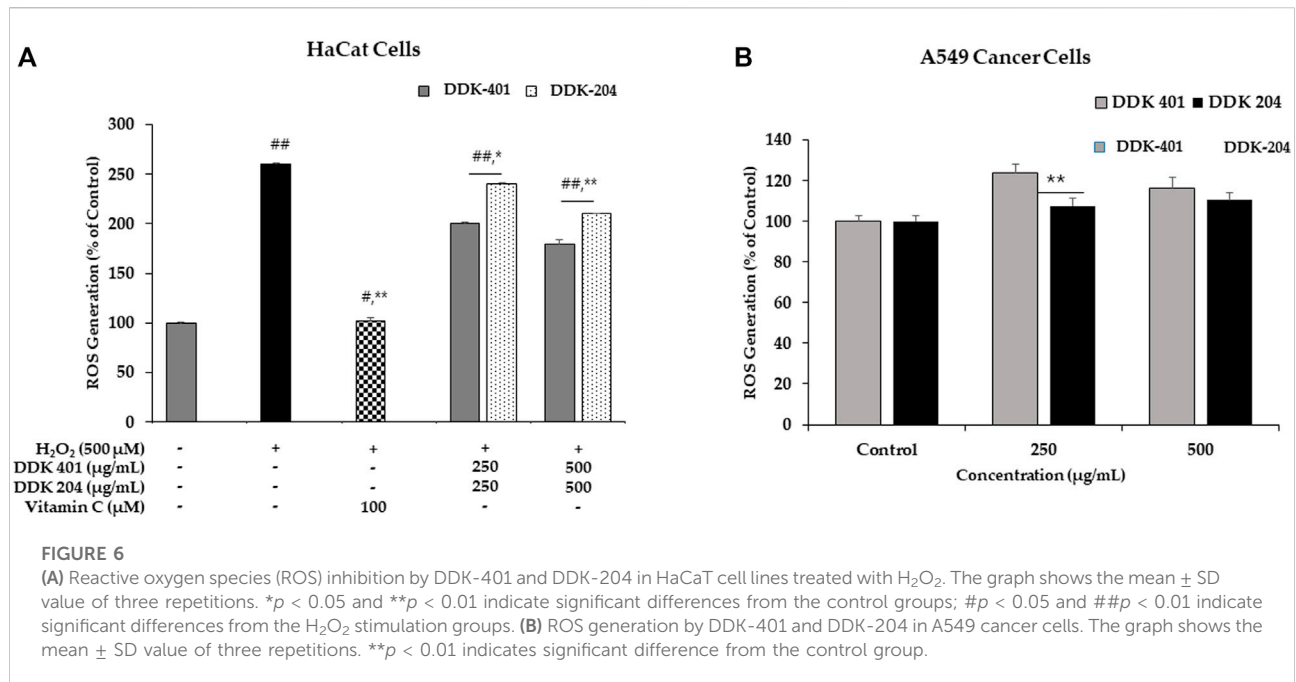 A
HaCat Cells
DDK-401 DDK-204
ROS Generation (% of Control)
300
250
200
150
100
50
0
##
#,**
##,*
##,**
H₂O₂ (500 µM) - + + + +
DDK 401 (µg/mL) - - - 250 500
DDK 204 (µg/mL) - - - 250 500
Vitamin C (µM) - - 100 - -
B
A549 Cancer Cells
DDK 401 DDK 204
DDK-401 DDK-204
ROS Generation (% of Control)
140
120
100
80
60
40
20
0
**
Control 250 500
Concentration (µg/mL)
FIGURE 6
(A) Reactive oxygen species (ROS) inhibition by DDK-401 and DDK-204 in HaCaT cell lines treated with H₂O₂. The graph shows the mean ± SD
value of three repetitions. *p < 0.05 and **p < 0.01 indicate significant differences from the control groups; #p < 0.05 and ##p < 0.01 indicate
significant differences from the H₂O₂ stimulation groups. (B) ROS generation by DDK-401 and DDK-204 in A549 cancer cells. The graph shows the
mean ± SD value of three repetitions. **p < 0.01 indicates significant difference from the control group.